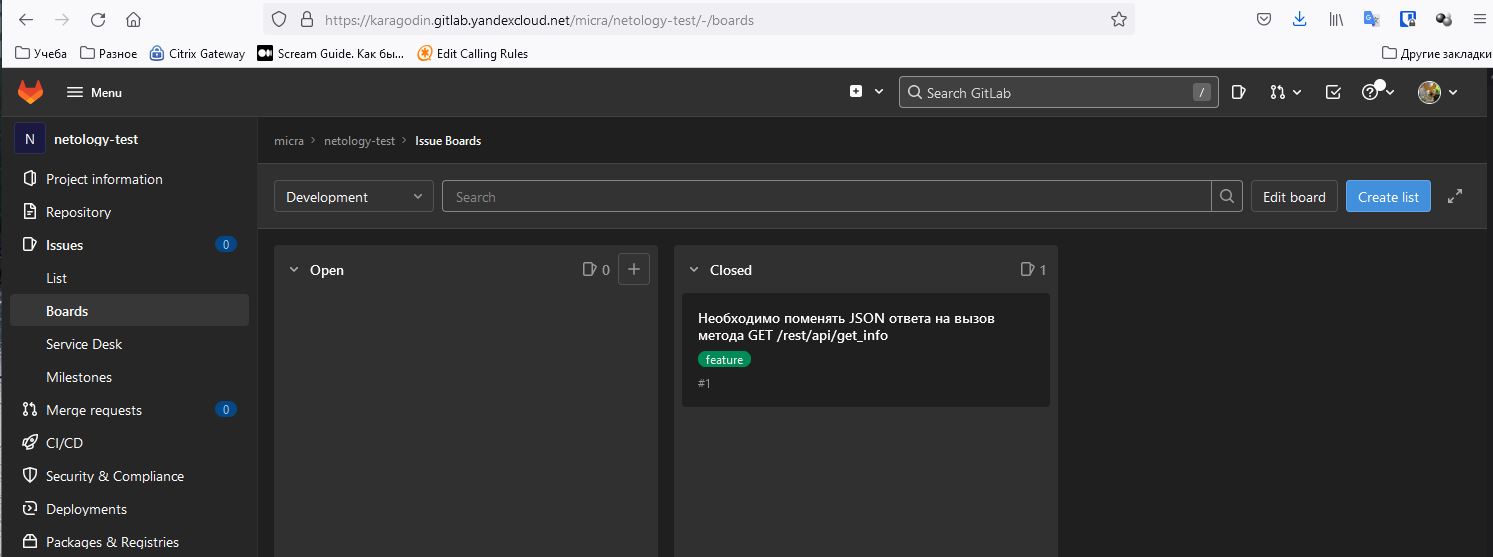 https://karagodin.gitlab.yandexcloud.net/micra/netology-test/-/boards
Учеба Разное Citrix Gateway Scream Guide. Как бы... Edit Calling Rules Другие закладки
Menu Search GitLab /
N netology-test
micra > netology-test > Issue Boards
Project information
Development Search Edit board Create list
Repository
Issues 0
Open 0 + Closed 1
List
Boards
Необходимо поменять JSON ответа на вызов
метода GET /rest/api/get_info
Service Desk
feature
Milestones
#1
Merge requests 0
CI/CD
Security & Compliance
Deployments
Packages & Registries